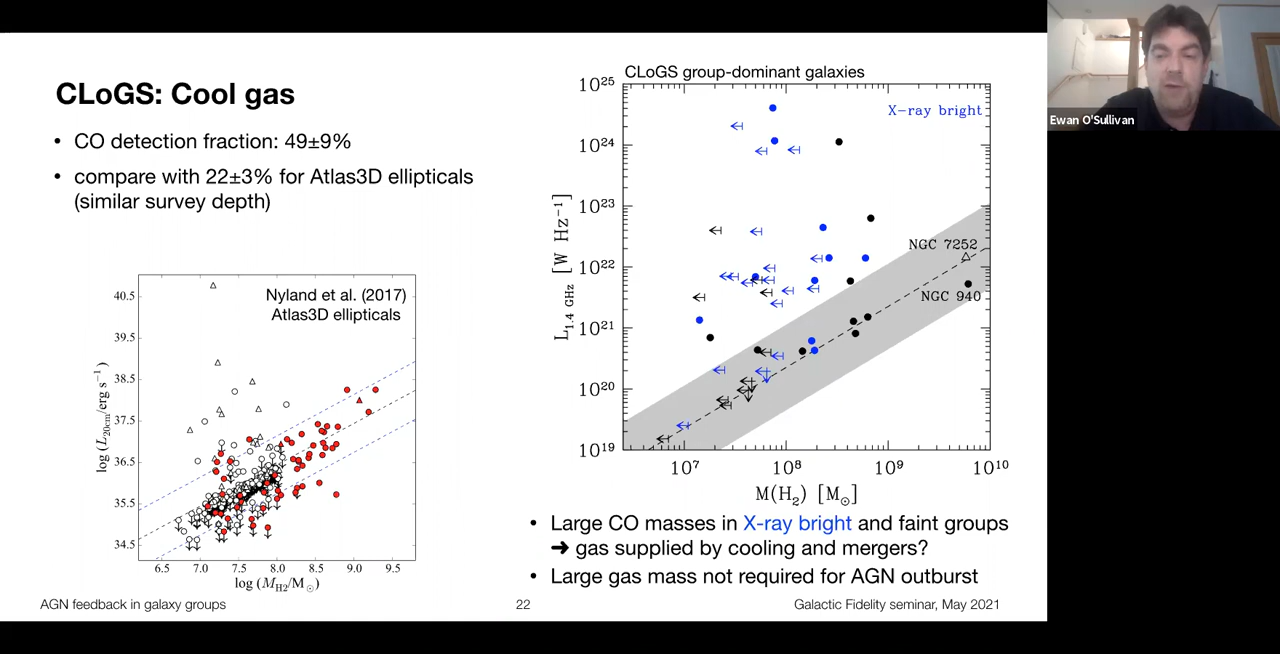 CLoGS: Cool gas
• CO detection fraction: 49±9%
• compare with 22±3% for Atlas3D ellipticals
(similar survey depth)
Nyland et al. (2017)
Atlas3D ellipticals
log (L20cm/erg s⁻¹)
40.5
39.5
38.5
37.5
36.5
35.5
34.5
6.5 7.0 7.5 8.0 8.5 9.0 9.5
log (MH2/M☉)
CLoGS group-dominant galaxies
X-ray bright
L1.4 GHz [W Hz⁻¹]
10²⁵
10²⁴
10²³
10²²
10²¹
10²⁰
10¹⁹
NGC 7252
NGC 940
10⁷ 10⁸ 10⁹ 10¹⁰
M(H₂) [M☉]
• Large CO masses in X-ray bright and faint groups
➜ gas supplied by cooling and mergers?
• Large gas mass not required for AGN outburst
AGN feedback in galaxy groups
22
Galactic Fidelity seminar, May 2021
Ewan O'Sullivan